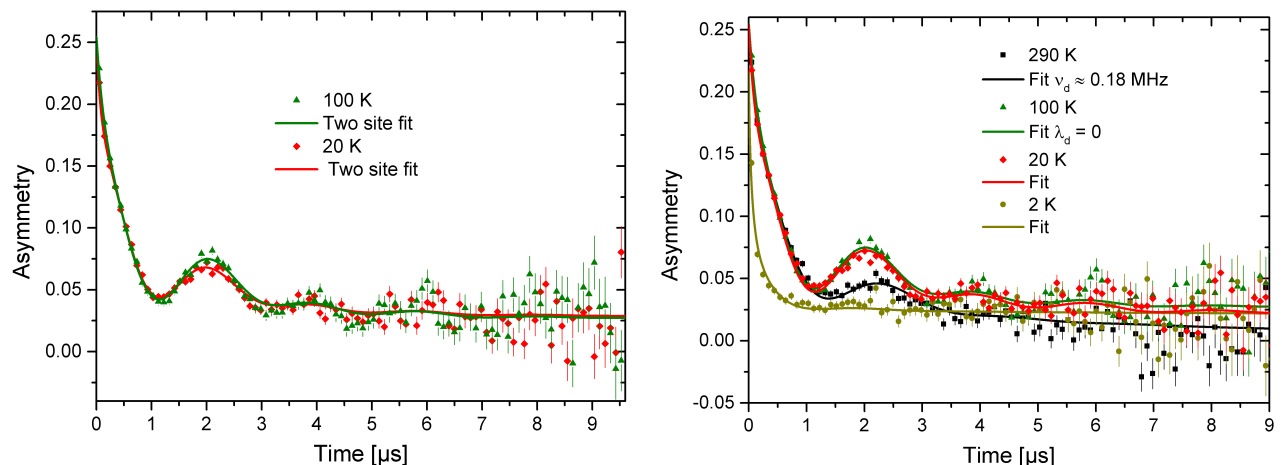 0.25
0.20
0.15
0.10
0.05
0.00
Asymmetry
100 K
Two site fit
20 K
Two site fit
0 1 2 3 4 5 6 7 8 9
Time [µs]
0.25
0.20
0.15
0.10
0.05
0.00
-0.05
Asymmetry
290 K
Fit νd ≈ 0.18 MHz
100 K
Fit λd = 0
20 K
Fit
2 K
Fit
0 1 2 3 4 5 6 7 8 9
Time [µs]